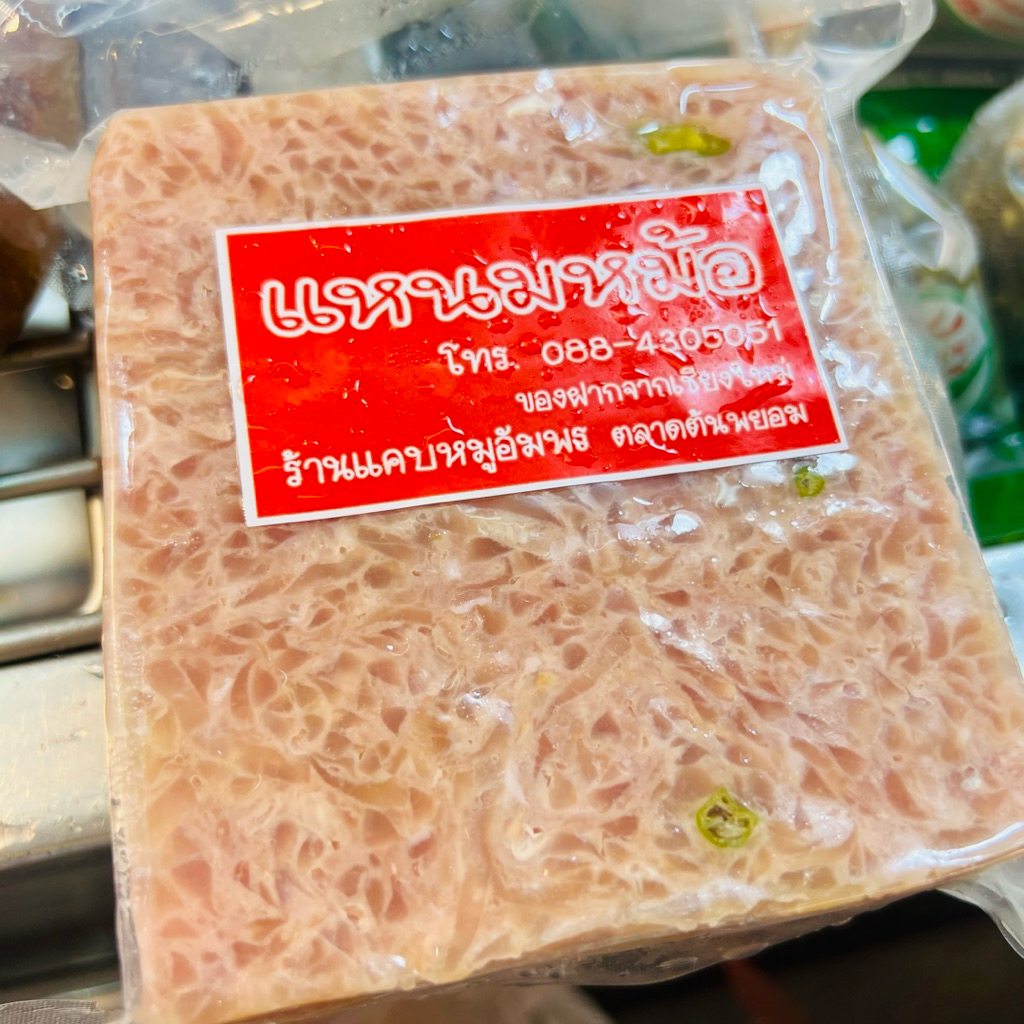 แหนมหม้อ
โทร. 088-4305051
ของฝากจากเชียงใหม่
ร้านแคบหมูอัมพร ตลาดต้นพยอม